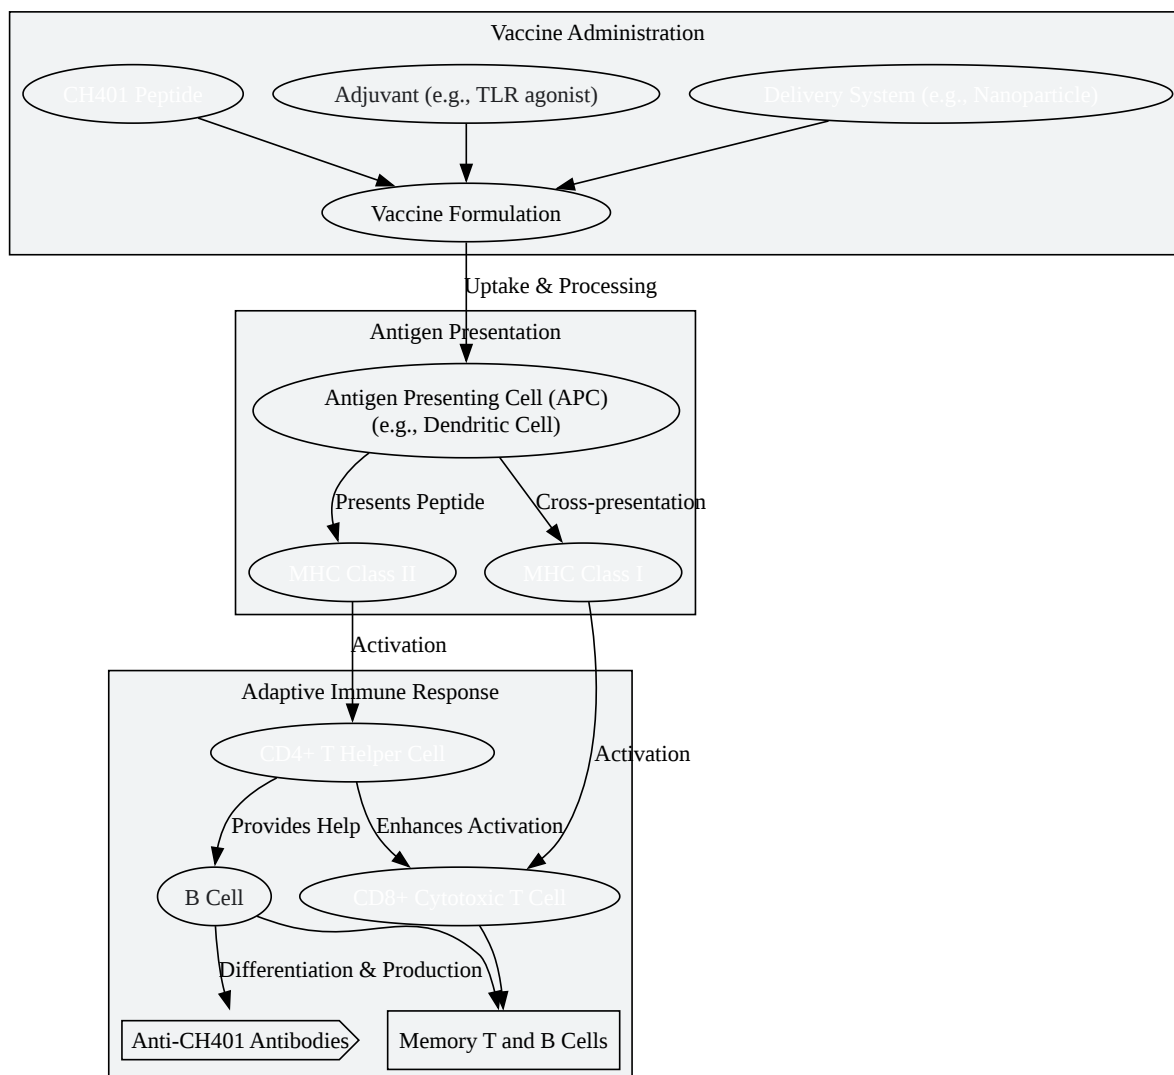 Vaccine Administration
CH401 Peptide
Adjuvant (e.g., TLR agonist)
Delivery System (e.g., Nanoparticle)
Vaccine Formulation
Uptake & Processing
Antigen Presentation
Antigen Presenting Cell (APC)
(e.g., Dendritic Cell)
Presents Peptide
Cross-presentation
MHC Class II
MHC Class I
Activation
Adaptive Immune Response
CD4+ T Helper Cell
Activation
Provides Help
Enhances Activation
B Cell
CD8+ Cytotoxic T Cell
Differentiation & Production
Anti-CH401 Antibodies
Memory T and B Cells